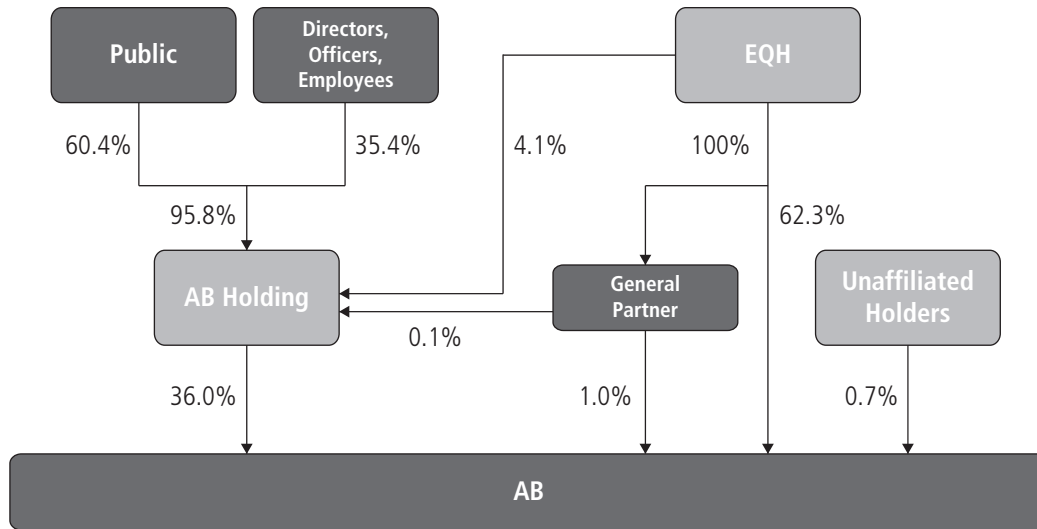 Public
Directors,
Officers,
Employees
EQH
60.4%
35.4%
4.1%
100%
95.8%
62.3%
AB Holding
General
Partner
Unaffiliated
Holders
0.1%
36.0%
1.0%
0.7%
AB